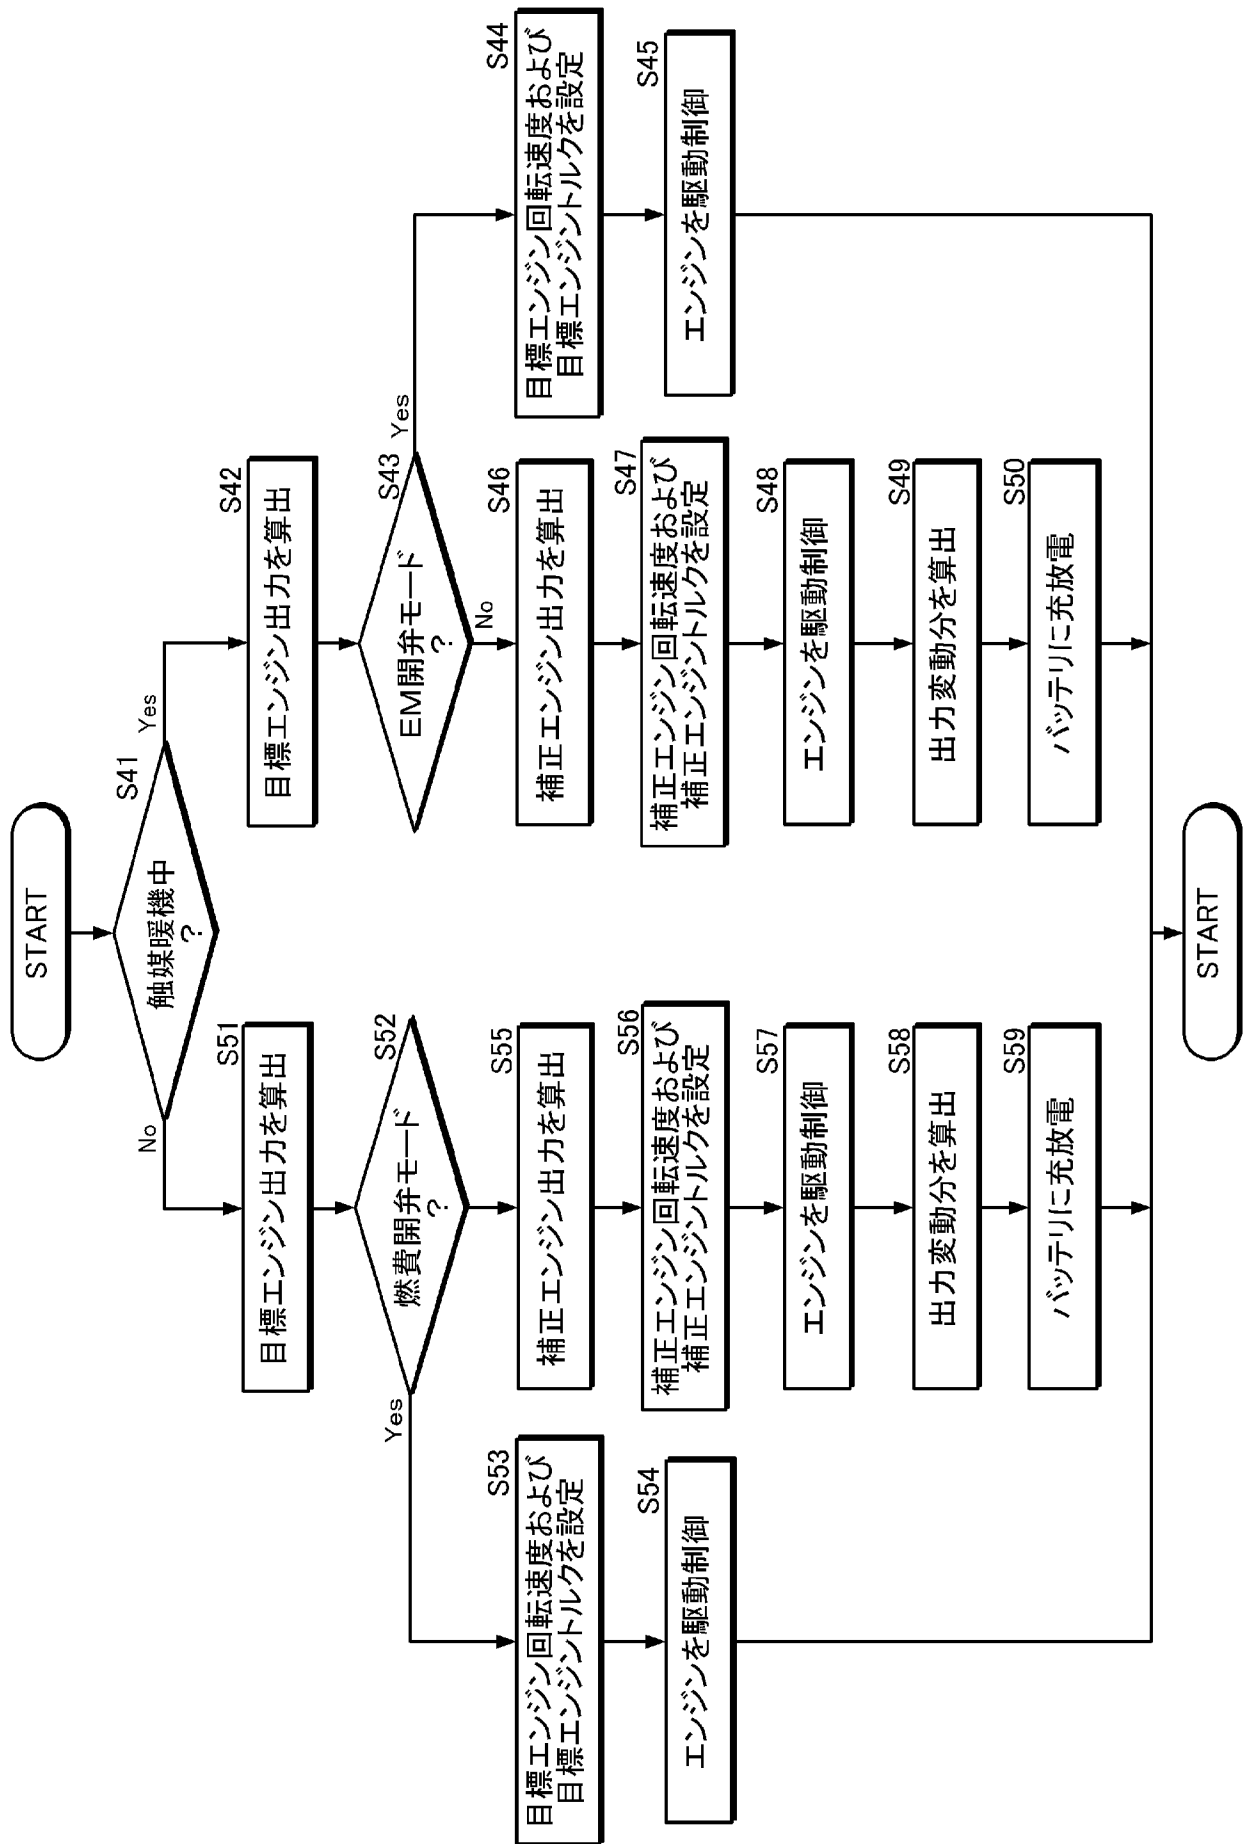 START
S41
触媒暖機中
?
Yes
No
S42
目標エンジン出力を算出
S43
EM開弁モード
?
Yes
No
S44
目標エンジン回転速度および
目標エンジントルクを設定
S45
エンジンを駆動制御
S46
補正エンジン出力を算出
S47
補正エンジン回転速度および
補正エンジントルクを設定
S48
エンジンを駆動制御
S49
出力変動分を算出
S50
バッテリに充放電
S51
目標エンジン出力を算出
S52
燃費開弁モード
?
Yes
S53
目標エンジン回転速度および
目標エンジントルクを設定
S54
エンジンを駆動制御
S55
補正エンジン出力を算出
S56
補正エンジン回転速度および
補正エンジントルクを設定
S57
エンジンを駆動制御
S58
出力変動分を算出
S59
バッテリに充放電
START